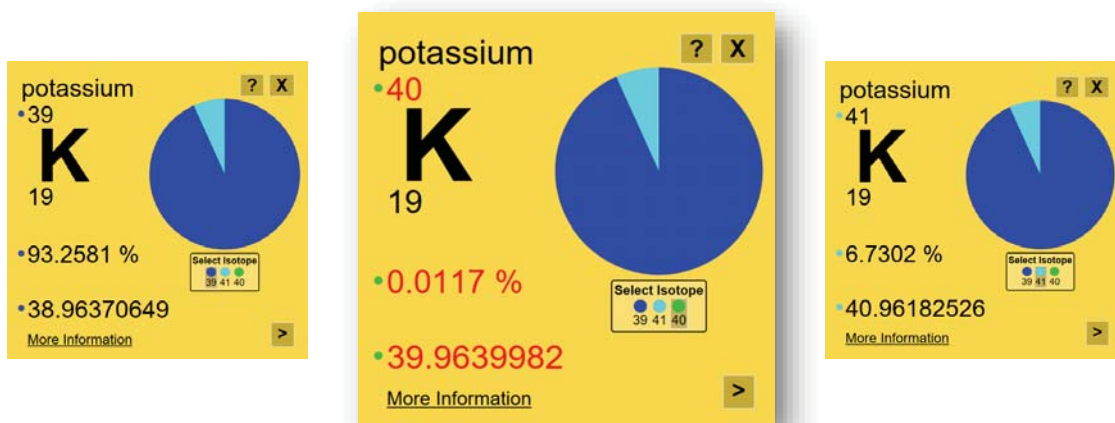 potassium ? X
39
K
19
93.2581 %
Select Isotope
39 41 40
38.96370649
More Information >
potassium ? X
40
K
19
0.0117 %
Select Isotope
39 41 40
39.9639982
More Information >
potassium ? X
41
K
19
6.7302 %
Select Isotope
39 41 40
40.96182526
More Information >